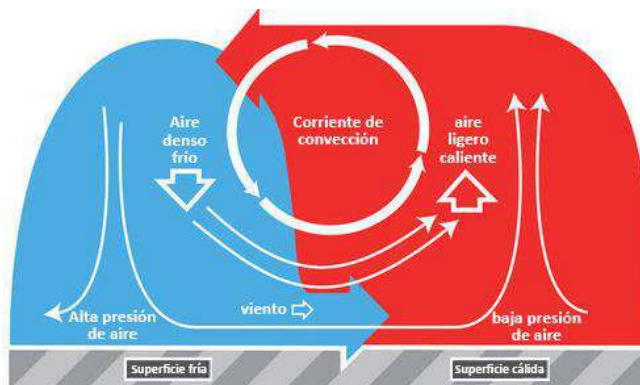 Aire
denso
frio
Corriente de
convección
aire
ligero
caliente
Alta presión
de aire
viento
baja presión
de aire
Superficie fría
Superficie cálida